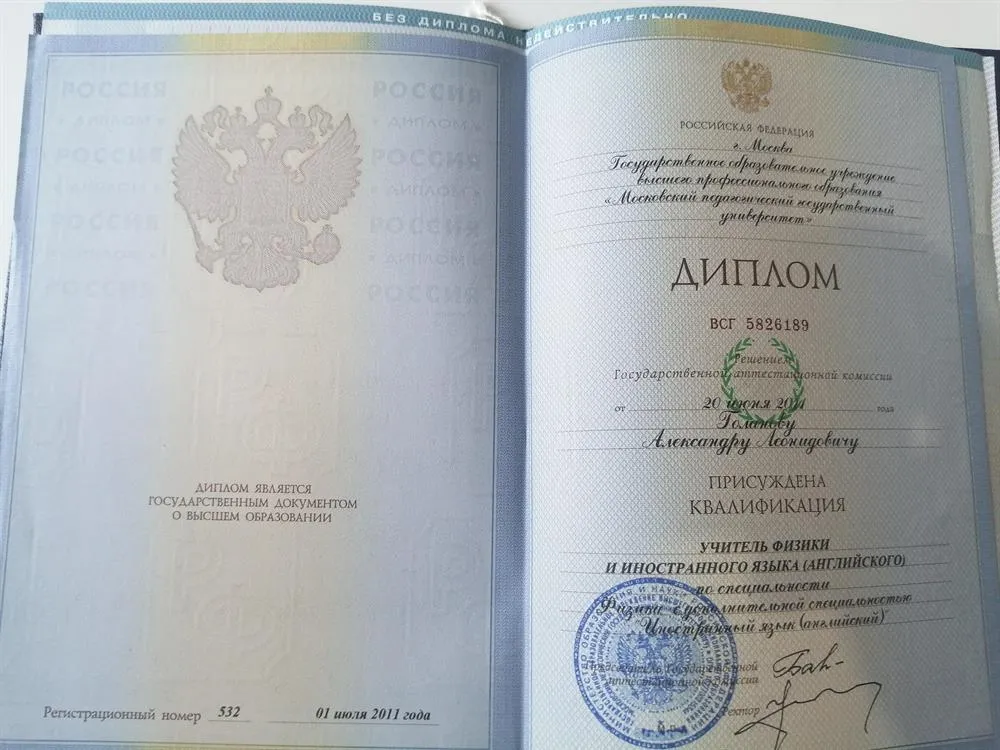 БЕЗ ДИПЛОМА НЕДЕЙСТВИТЕЛЬНО
РОССИЯ РОССИЯ
ДИПЛОМ ДИПЛОМ
РОССИЯ РОССИЯ
ДИПЛОМ ДИПЛОМ
РОССИЯ РОССИЯ
ДИПЛОМ ДИПЛОМ
РОССИЯ РОССИЯ
ДИПЛОМ ЯВЛЯЕТСЯ
ГОСУДАРСТВЕННЫМ ДОКУМЕНТОМ
О ВЫСШЕМ ОБРАЗОВАНИИ
Регистрационный номер 532 01 июля 2011 года
РОССИЙСКАЯ ФЕДЕРАЦИЯ
г. Москва
Государственное образовательное учреждение
высшего профессионального образования
«Московский педагогический государственный
университет»
ДИПЛОМ
ВСГ 5826189
Решением
Государственной аттестационной комиссии
от 20 июня 2011 года
Голанову
Александру Леонидовичу
ПРИСУЖДЕНА
КВАЛИФИКАЦИЯ
УЧИТЕЛЬ ФИЗИКИ
И ИНОСТРАННОГО ЯЗЫКА (АНГЛИЙСКОГО)
по специальности
"Физика" с дополнительной специальностью
"Иностранный язык (английский)"
Председатель Государственной
аттестационной комиссии
Ректор